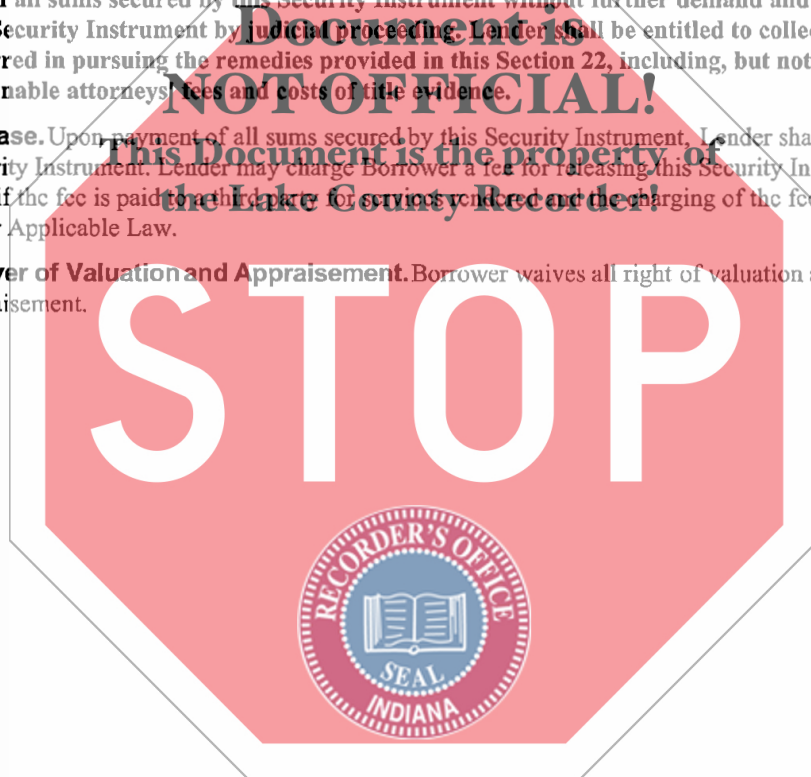 all sums secured by this Security Instrument without further demand and
Security Instrument by judicial proceeding. Lender shall be entitled to collec
red in pursuing the remedies provided in this Section 22, including, but not
nable attorneys' fees and costs of title evidence.
Document is
NOT OFFICIAL!
This Document is the property of
the Lake County Recorder!
ase. Upon payment of all sums secured by this Security Instrument, Lender sha
ity Instrument. Lender may charge Borrower a fee for releasing this Security In
if the fee is paid to a third party for services rendered and the charging of the fee
Applicable Law.
er of Valuation and Appraisement. Borrower waives all right of valuation
isement.
STOP
RECORDER'S OFFICE
SEAL
INDIANA